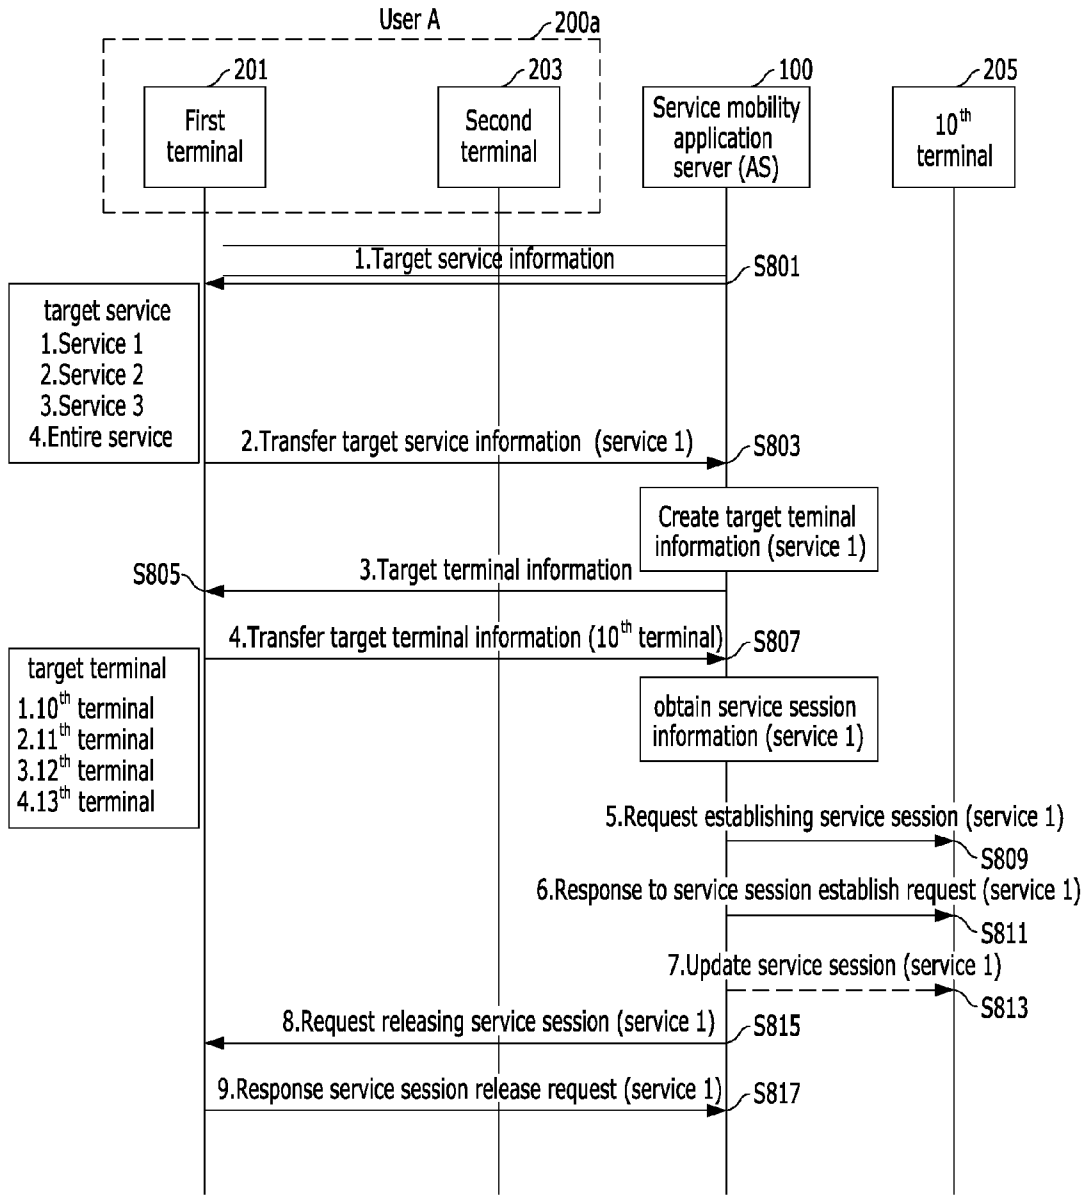 User A
200a
201
203
100
205
First
terminal
Second
terminal
Service mobility
application
server (AS)
10th
terminal
1.Target service information
S801
target service
1.Service 1
2.Service 2
3.Service 3
4.Entire service
2.Transfer target service information (service 1)
S803
Create target teminal
information (service 1)
S805
3.Target terminal information
4.Transfer target terminal information (10th terminal)
S807
target terminal
1.10th terminal
2.11th terminal
3.12th terminal
4.13th terminal
obtain service session
information (service 1)
5.Request establishing service session (service 1)
S809
6.Response to service session establish request (service 1)
S811
7.Update service session (service 1)
S813
8.Request releasing service session (service 1)
S815
9.Response service session release request (service 1)
S817